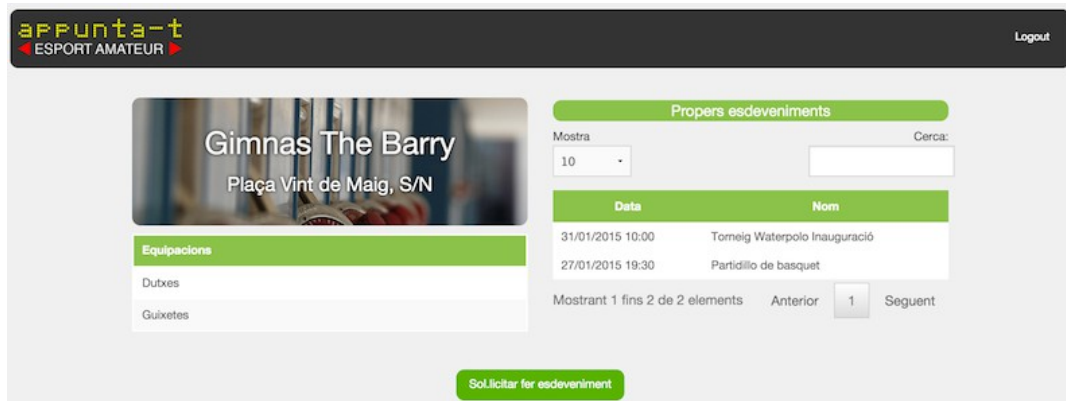 appunta-t
ESPORT AMATEUR
Logout
Gimnas The Barry
Plaça Vint de Maig, S/N
Equipacions
Dutxes
Guixetes
Propers esdeveniments
Mostra
Cerca:
10
Data Nom
31/01/2015 10:00 Torneig Waterpolo Inauguració
27/01/2015 19:30 Partidillo de basquet
Mostrant 1 fins 2 de 2 elements Anterior 1 Seguent
Sol.licitar fer esdeveniment